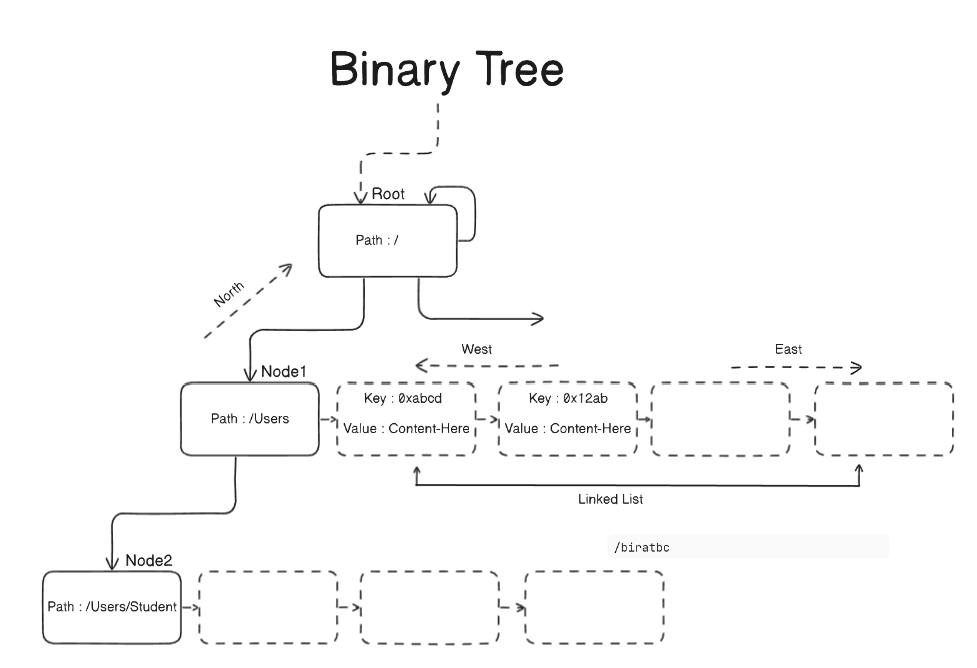 Binary Tree
Root
Path : /
North
West
East
Node1
Path : /Users
Key : 0xabcd
Value : Content-Here
Key : 0x12ab
Value : Content-Here
Linked List
/biratbc
Node2
Path : /Users/Student